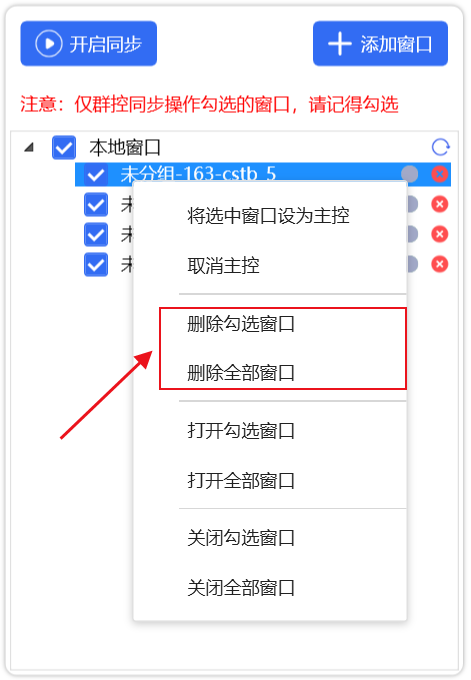 开启同步
添加窗口
注意：仅群控同步操作勾选的窗口，请记得勾选
本地窗口
未分组-163-cstb_5
未
未
未
将选中窗口设为主控
取消主控
删除勾选窗口
删除全部窗口
打开勾选窗口
打开全部窗口
关闭勾选窗口
关闭全部窗口